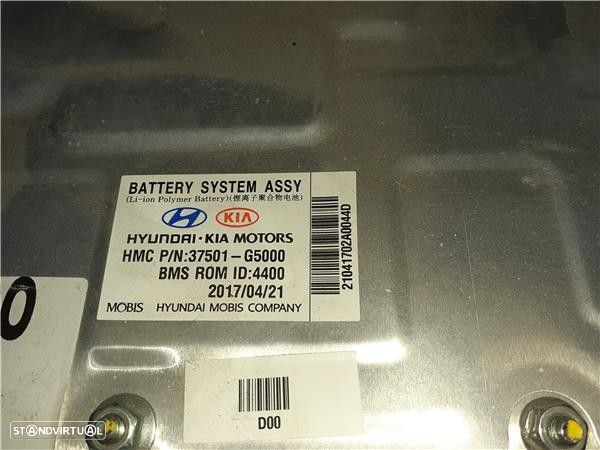 BATTERY SYSTEM ASSY
(Li-ion Polymer Battery)(锂离子聚合物电池)
KIA
HYUNDAI·KIA MOTORS
HMC P/N:37501-G5000
BMS ROM ID:4400
2017/04/21
MOBIS HYUNDAI MOBIS COMPANY
21041702A0044D
0
D00
STANDVIRTUAL